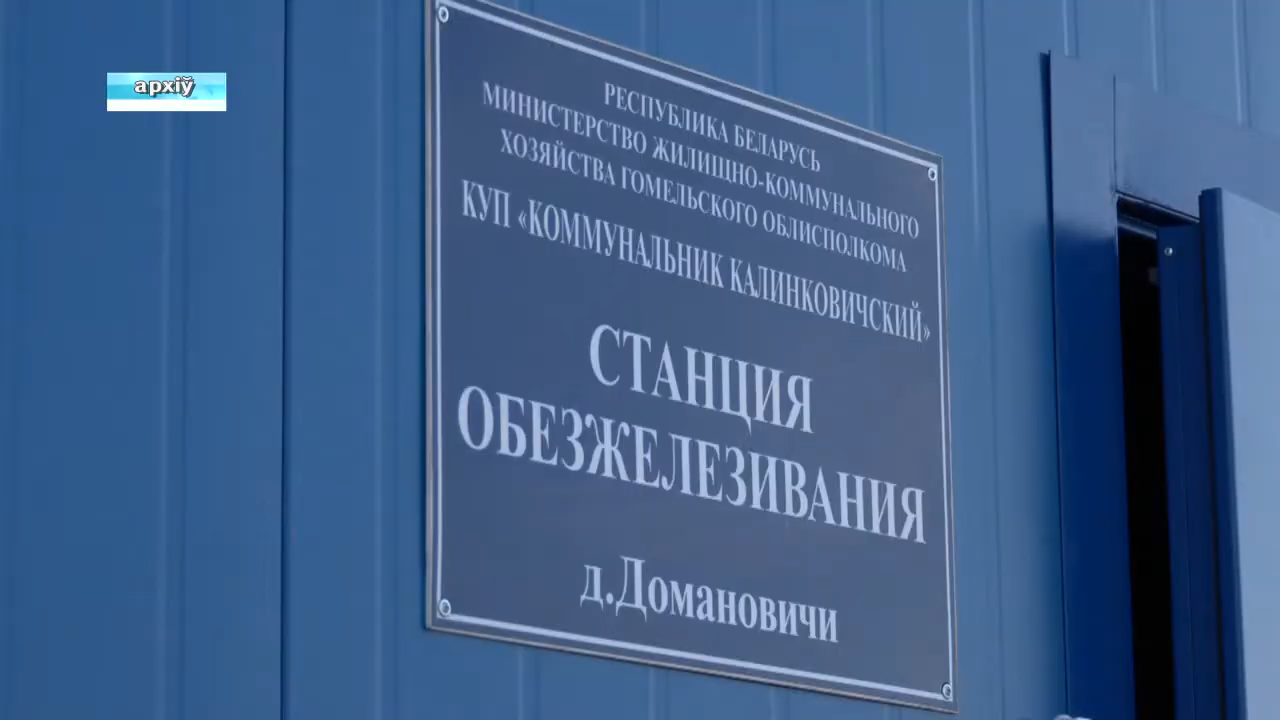 архіў
РЕСПУБЛИКА БЕЛАРУСЬ
МИНИСТЕРСТВО ЖИЛИЩНО-КОММУНАЛЬНОГО
ХОЗЯЙСТВА ГОМЕЛЬСКОГО ОБЛИСПОЛКОМА
КУП «КОММУНАЛЬНИК КАЛИНКОВИЧСКИЙ»
СТАНЦИЯ
ОБЕЗЖЕЛЕЗИВАНИЯ
д.Домановичи